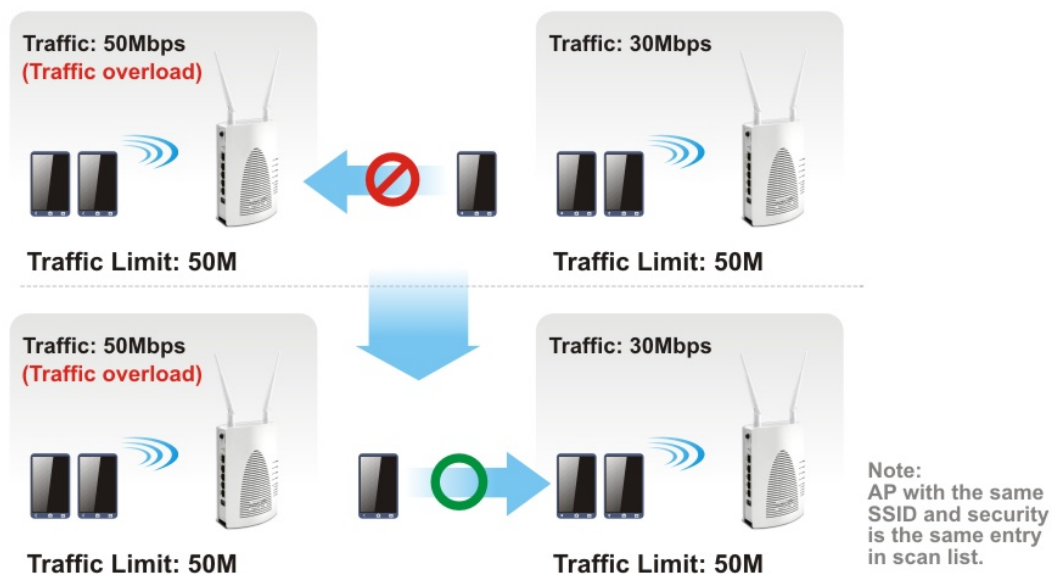 Traffic: 50Mbps
(Traffic overload)
Traffic: 30Mbps
Traffic Limit: 50M
Traffic Limit: 50M
Traffic: 50Mbps
(Traffic overload)
Traffic: 30Mbps
Traffic Limit: 50M
Traffic Limit: 50M
Note:
AP with the same
SSID and security
is the same entry
in scan list.